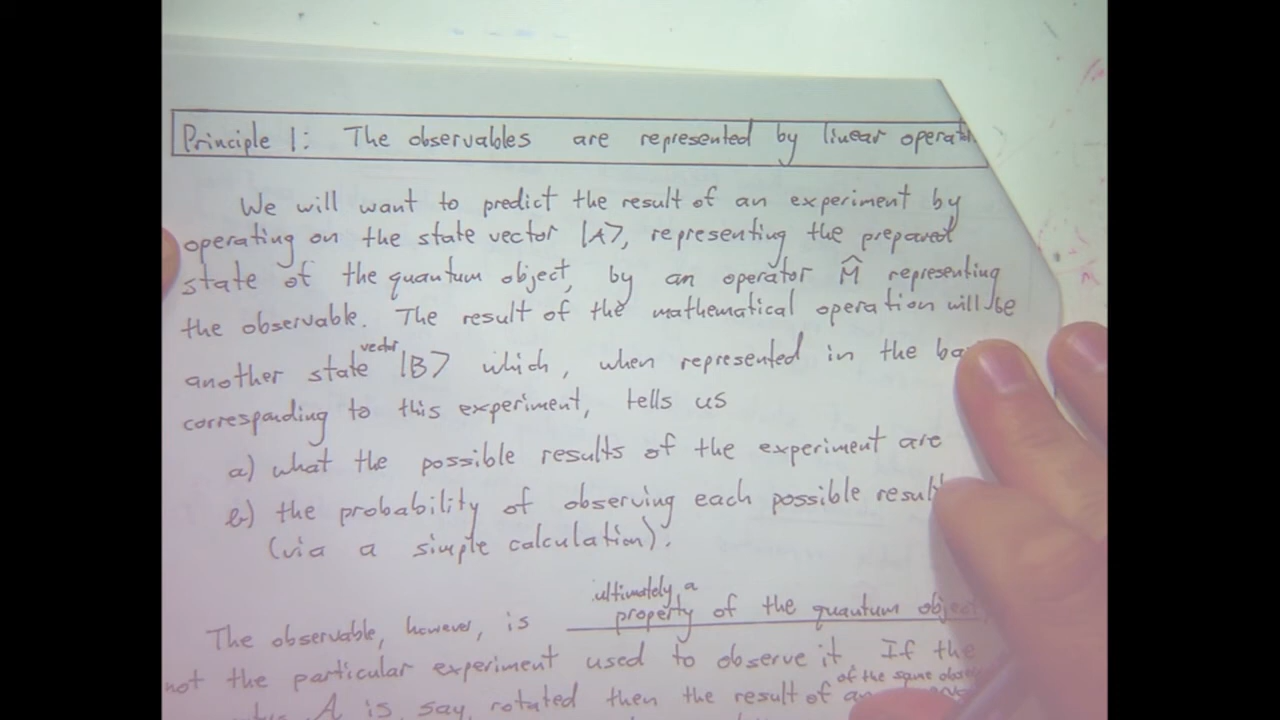 Principle 1: The observables are represented by linear operat
We will want to predict the result of an experiment by
operating on the state vector |A>, representing the prepared
state of the quantum object, by an operator M̂ representing
the observable. The result of the mathematical operation will be
another state vector |B> which, when represented in the ba
corresponding to this experiment, tells us
a) what the possible results of the experiment are
b) the probability of observing each possible result
(via a simple calculation).
The observable, however, is ultimately a property of the quantum object
not the particular experiment used to observe it If the
A is, say, rotated then the result of of the same